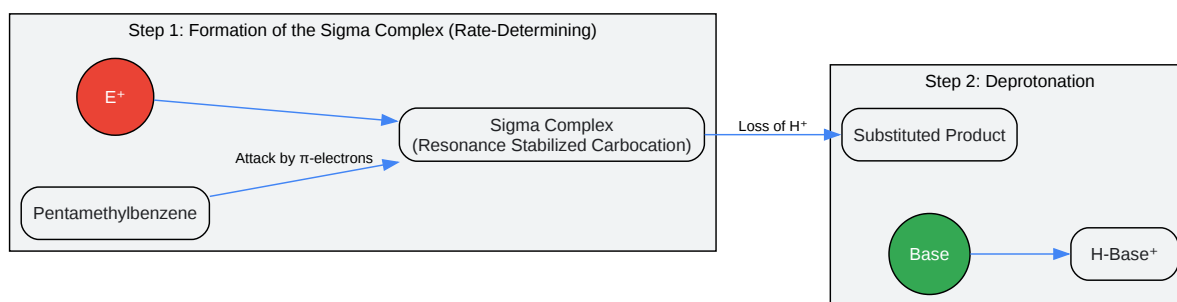 Step 1: Formation of the Sigma Complex (Rate-Determining)
E⁺
Attack by π-electrons
Pentamethylbenzene
Sigma Complex
(Resonance Stabilized Carbocation)
Loss of H⁺
Step 2: Deprotonation
Substituted Product
Base
H-Base⁺